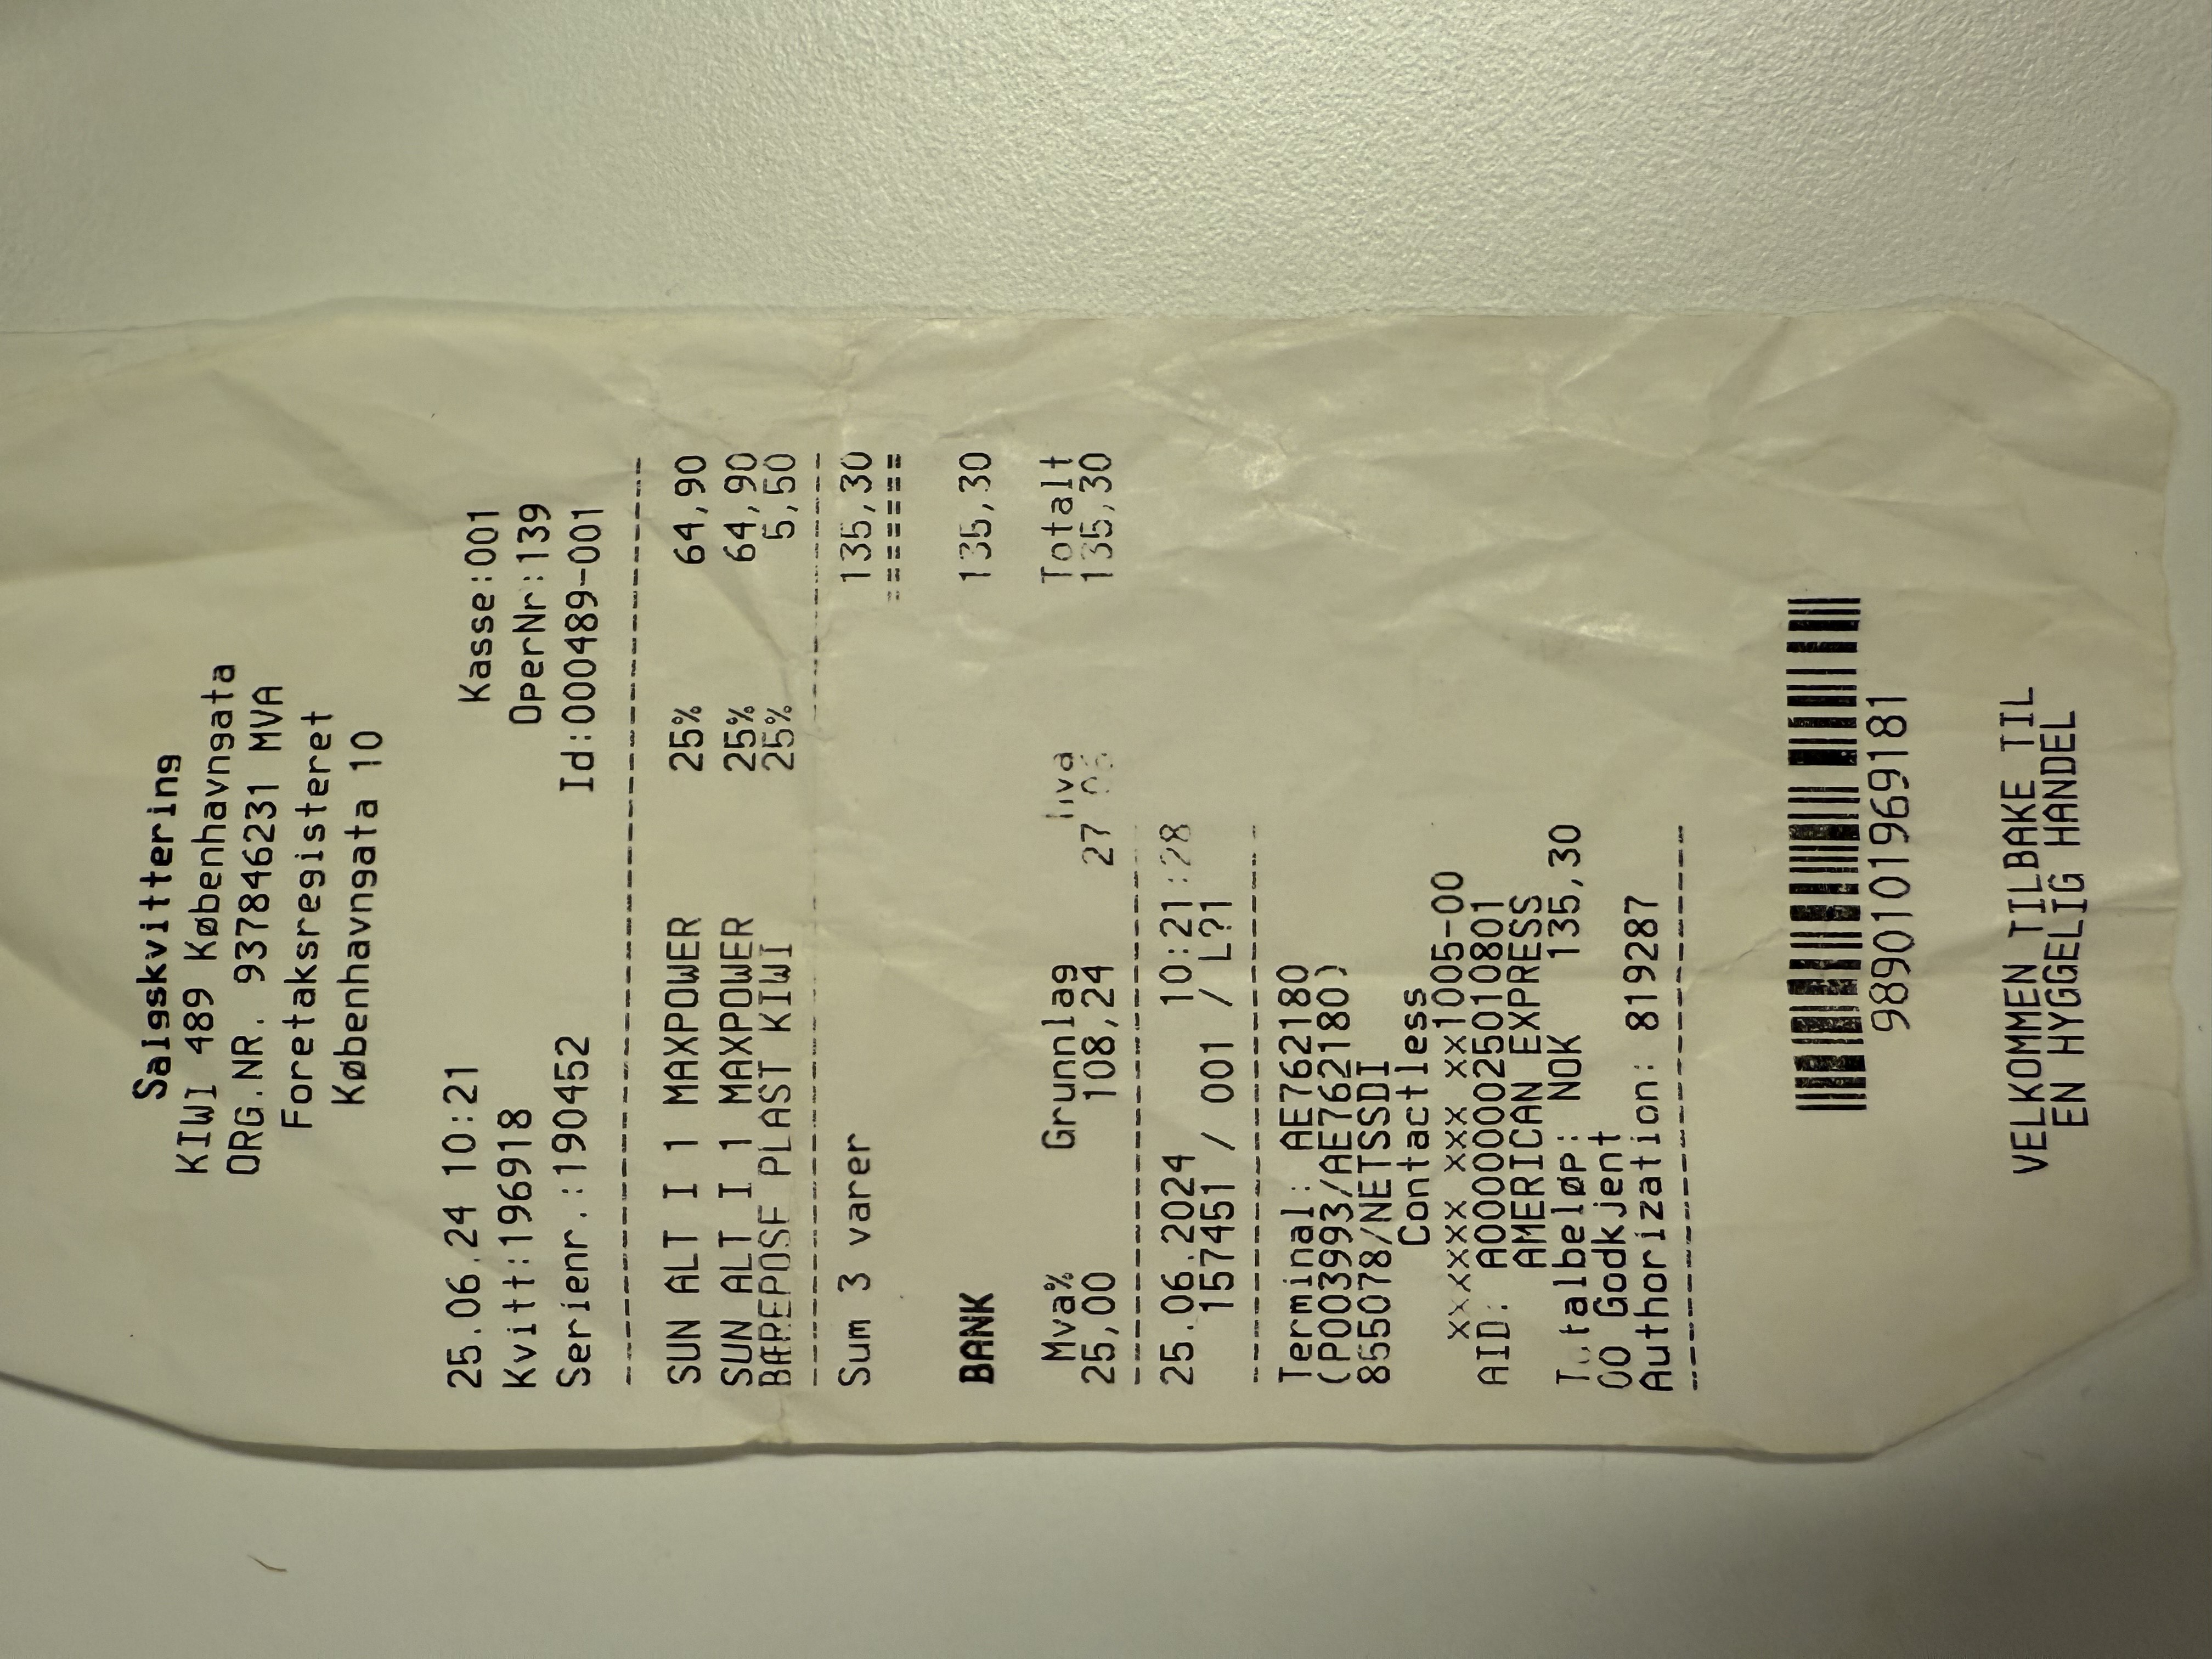 Salgskvittering
KIWI 489 Københavngata
ORG.NR. 937846231 MVA
Foretaksregisteret
Københavngata 10
25.06.24 10:21 Kasse:001
Kvitt:196918 OperNr:139
Serienr.:190452 Id:000489-001
SUN ALT I 1 MAXPOWER 25% 64,90
SUN ALT I 1 MAXPOWER 25% 64,90
BÆREPOSE PLAST KIWI 25% 5,50
Sum 3 varer 135,30
BANK 135,30
Mva% Grunnlag Totalt
25,00 108,24 135,30
25.06.2024 10:21:28
157451 / 001 /
Terminal: AE762180
(P003993/AE762180)
8550078/NETSSDI
Contactless
xxxxxx xxx xxx xx1005-00
AID: A00000002501​0801
AMERICAN EXPRESS
Totalbeløp: NOK 135,30
00 Godkjent
Authorization: 819287
9890101969181
VELKOMMEN TILBAKE TIL
EN HYGGELIG HANDEL